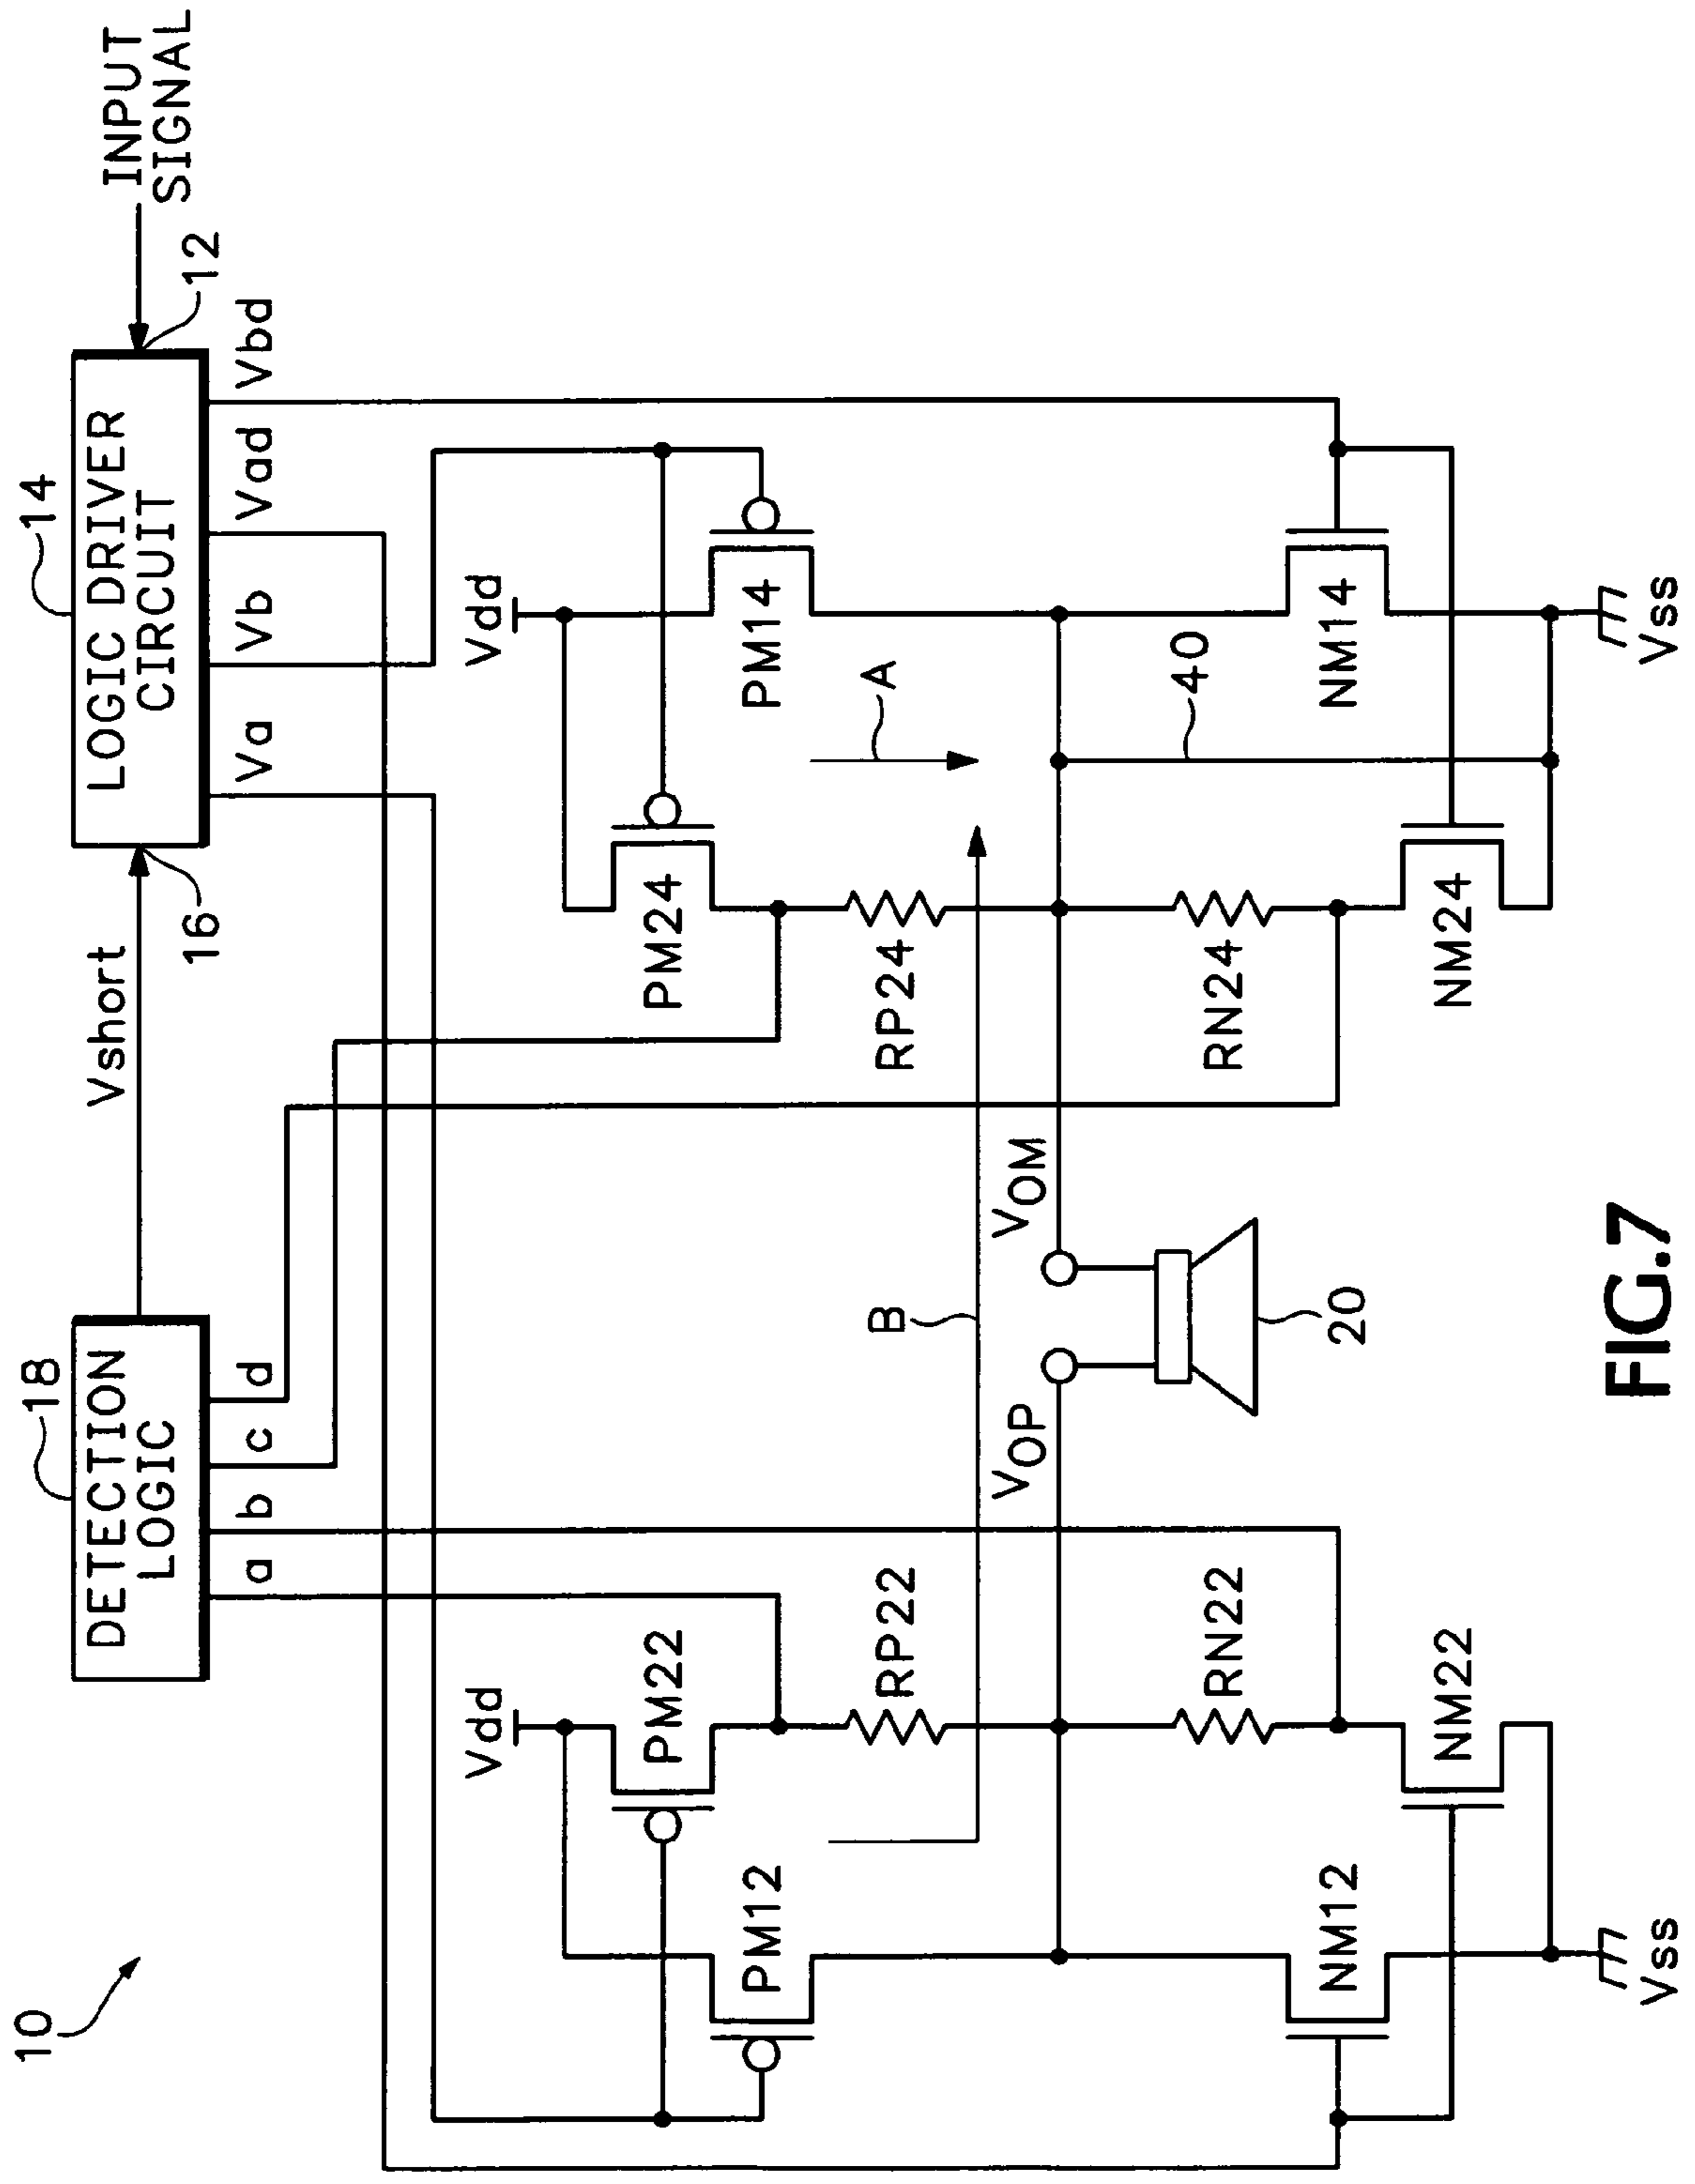 10
18
DETECTION
LOGIC
a
b
c
d
Vshort
16
14
LOGIC DRIVER
CIRCUIT
Va
Vb
Vad
Vbd
12
INPUT
SIGNAL
Vdd
PM22
PM12
RP22
RN22
NM12
NM22
Vss
B
VOP
VOM
20
Vdd
PM24
PM14
A
RP24
RN24
40
NM14
NM24
Vss
FIG.7